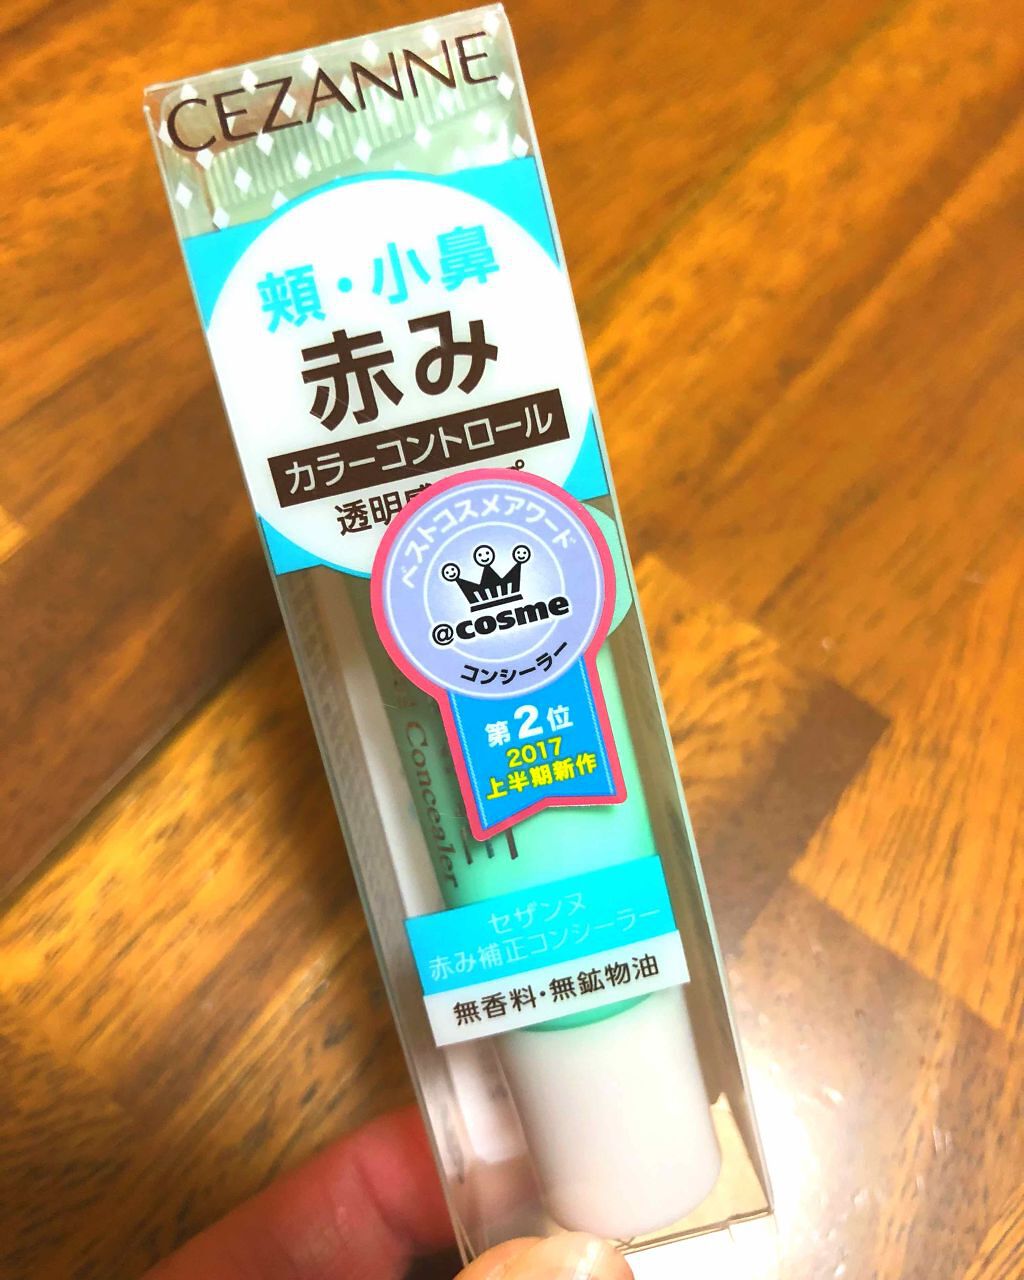 CEZANNE
頬・小鼻
赤み
カラーコントロール
透明感
ベストコスメアワード
@cosme
コンシーラー
第2位
2017
上半期新作
Concealer
セザンヌ
赤み補正コンシーラー
無香料・無鉱物油